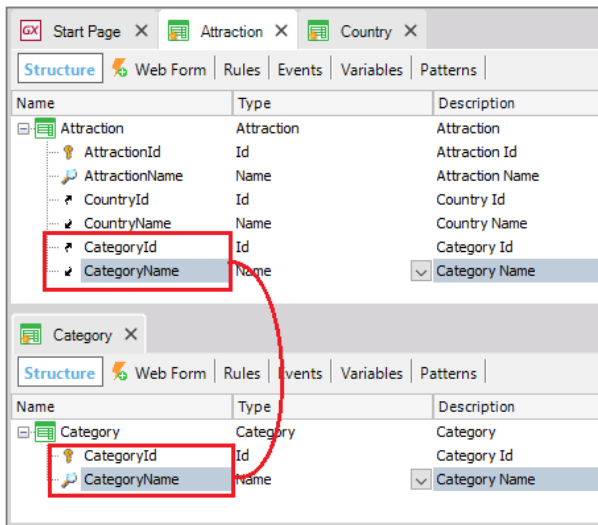 GX Start Page Attraction Country
Structure Web Form Rules Events Variables Patterns
Name Type Description
Attraction Attraction Attraction
AttractionId Id Attraction Id
AttractionName Name Attraction Name
CountryId Id Country Id
CountryName Name Country Name
CategoryId Id Category Id
CategoryName Name Category Name
Category
Structure Web Form Rules Events Variables Patterns
Name Type Description
Category Category Category
CategoryId Id Category Id
CategoryName Name Category Name